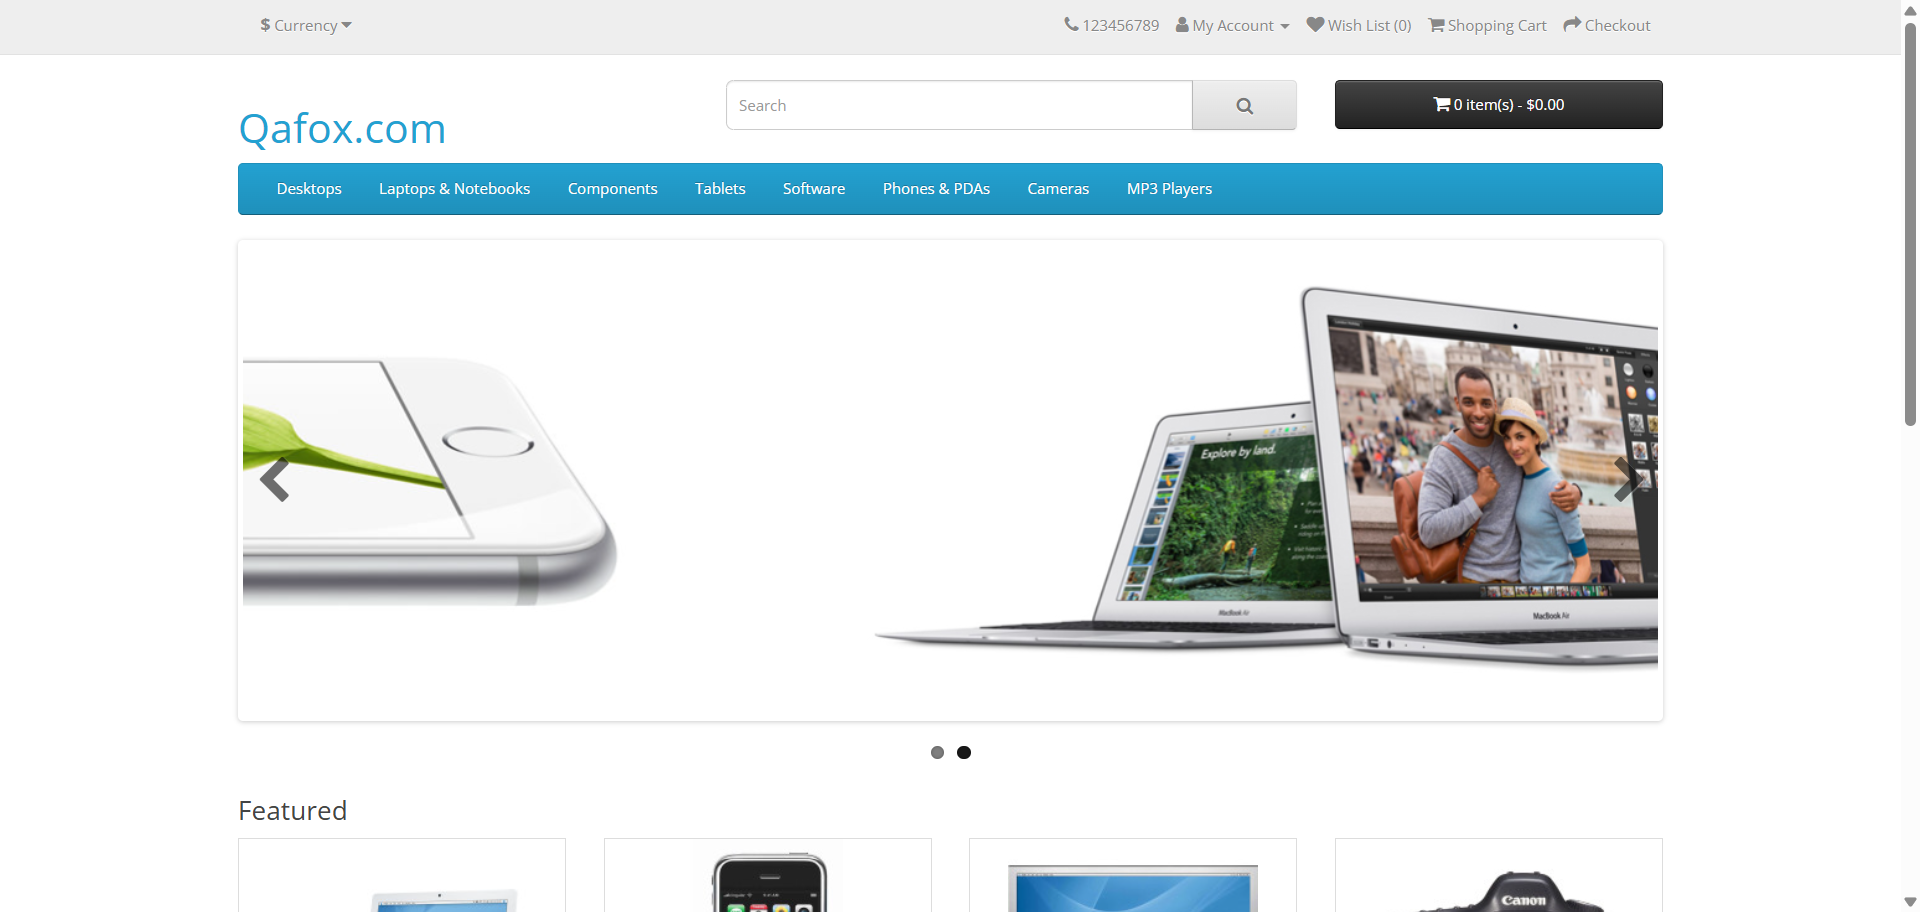 $ Currency
123456789 My Account Wish List (0) Shopping Cart Checkout
Search
0 item(s) - $0.00
Qafox.com
Desktops Laptops & Notebooks Components Tablets Software Phones & PDAs Cameras MP3 Players
Explore by land.
MacBook Air
MacBook Air
Featured
Canon